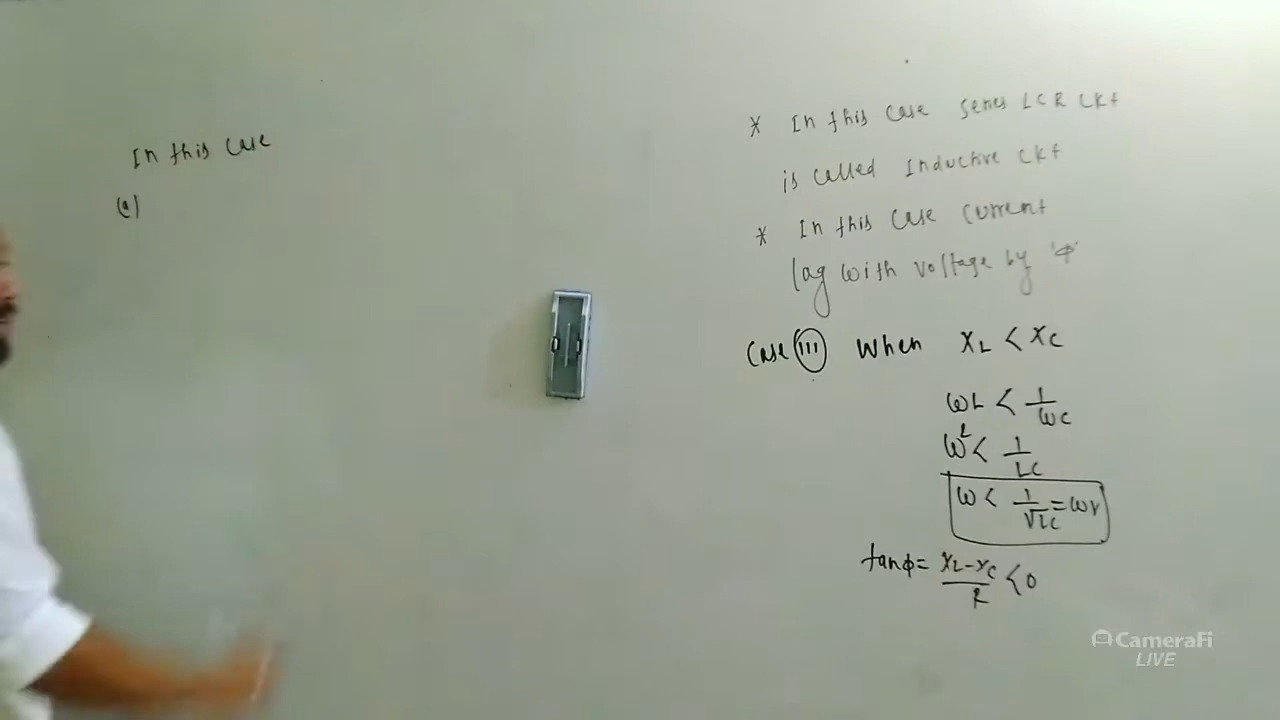 In this case
(a)
* In this case series LCR ckt
is called Inductive ckt
* In this case current
lag with voltage by 'φ'
Case (III) when XL < XC
ωL < 1/ωC
ω² < 1/LC
ω < 1/√LC = ωr
tanφ = XL-XC/R < 0
CameraFi
LIVE